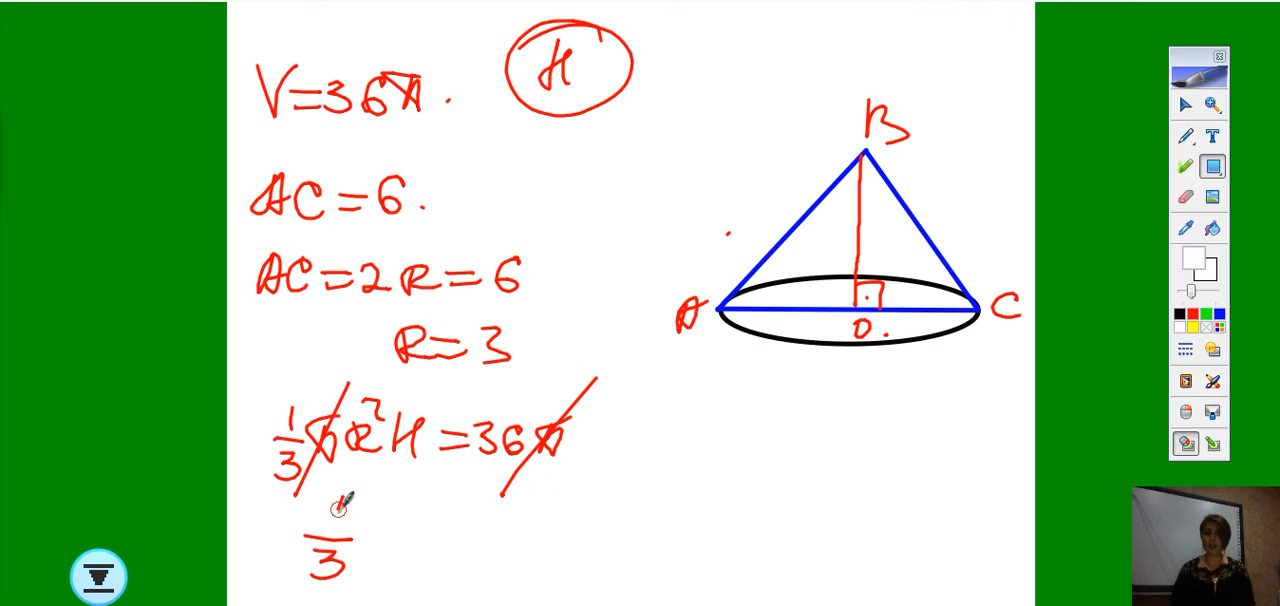 V=36π.
H
AC=6.
AC=2R=6
R=3
1/3 πR²H=36π
/3
B
A
O.
C
T